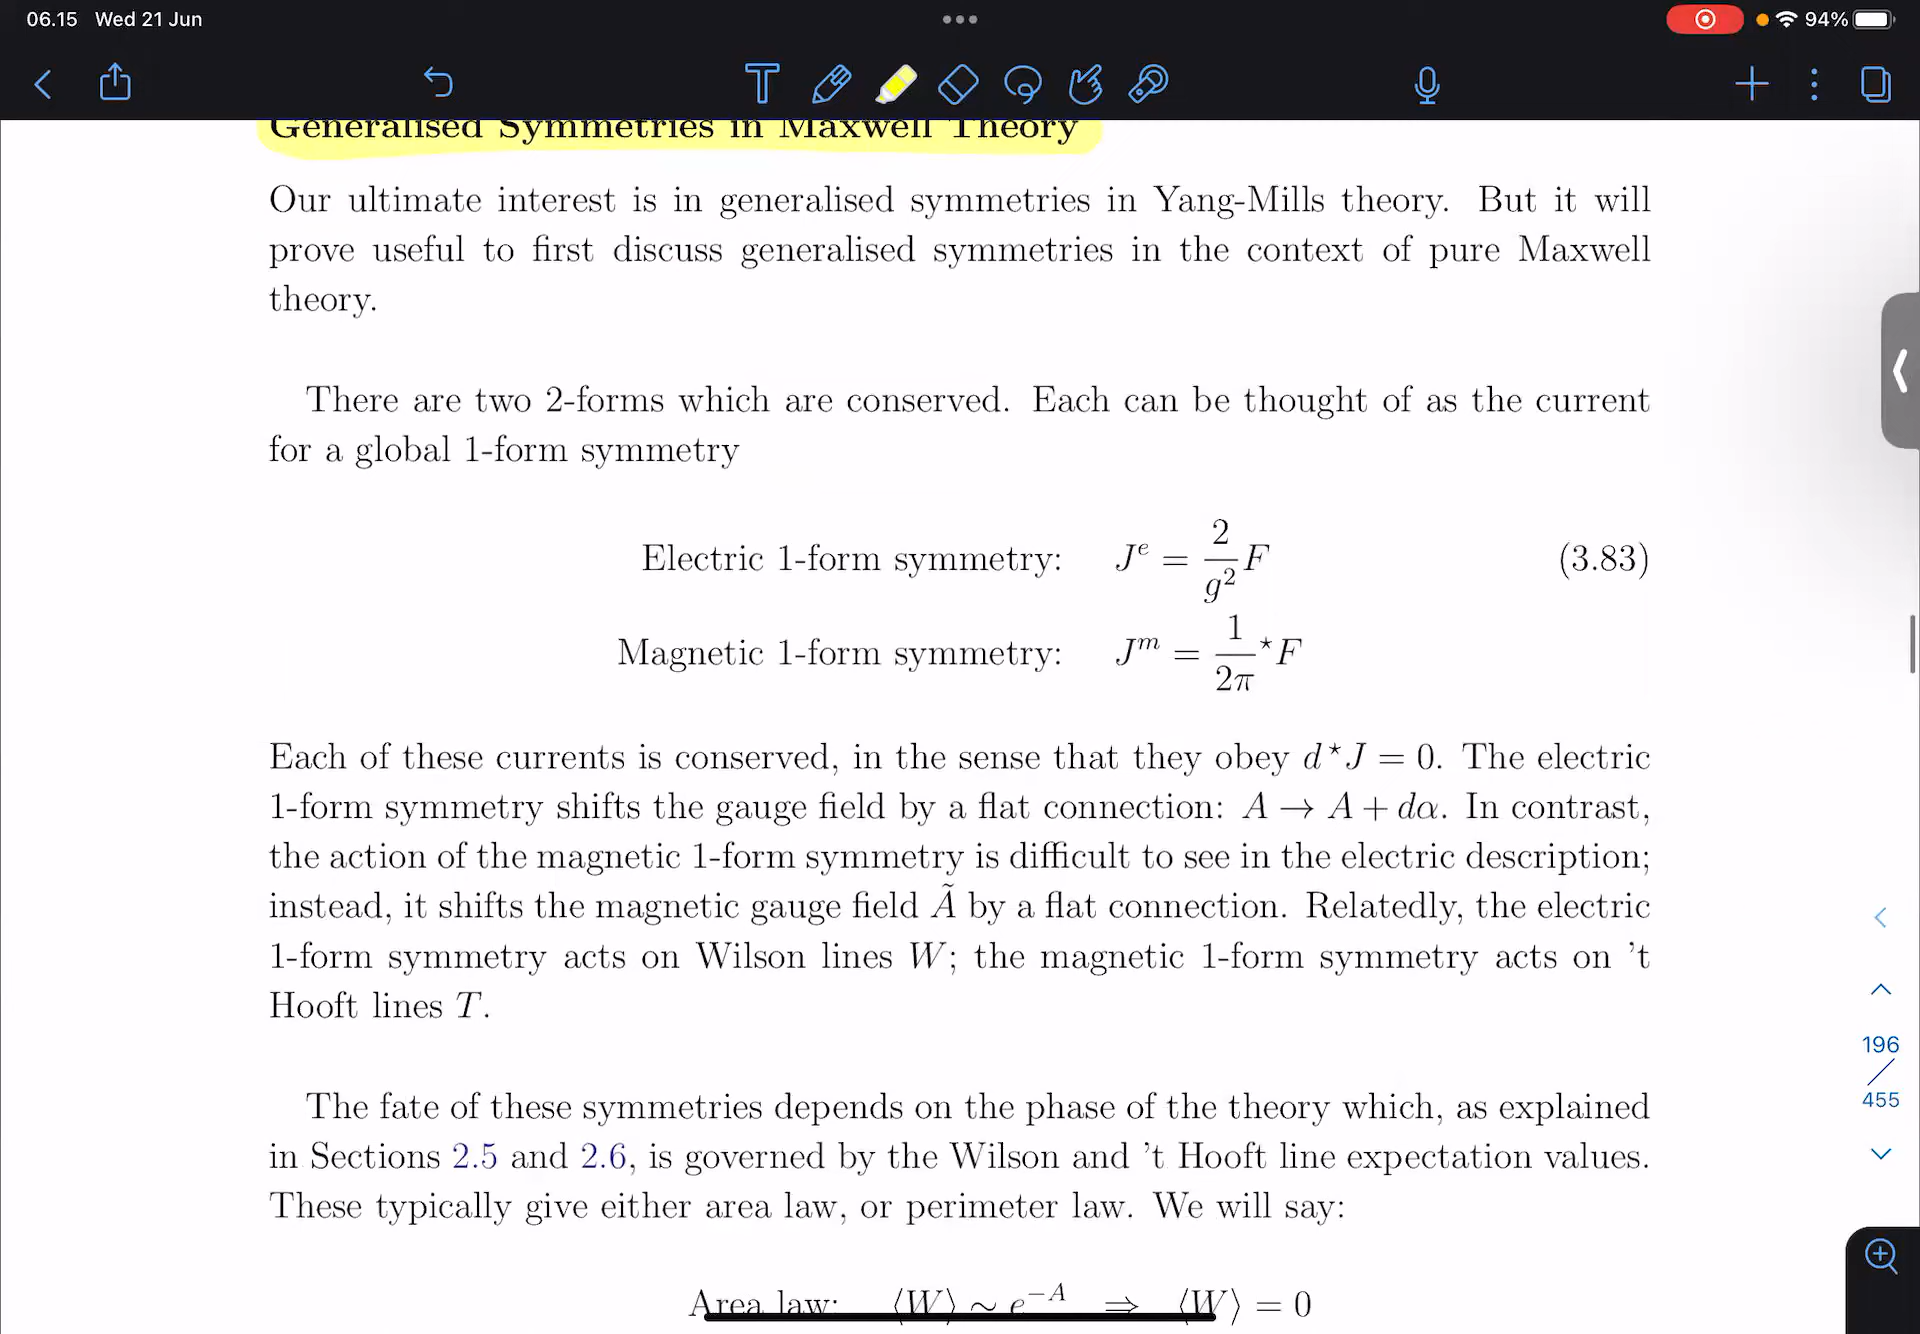 06.15 Wed 21 Jun
94%
Generalised Symmetries in Maxwell Theory
Our ultimate interest is in generalised symmetries in Yang-Mills theory. But it will
prove useful to first discuss generalised symmetries in the context of pure Maxwell
theory.
There are two 2-forms which are conserved. Each can be thought of as the current
for a global 1-form symmetry
Electric 1-form symmetry: Jᵉ = 2/g² F (3.83)
Magnetic 1-form symmetry: Jᵐ = 1/2π ⋆F
Each of these currents is conserved, in the sense that they obey d⋆J = 0. The electric
1-form symmetry shifts the gauge field by a flat connection: A → A + dα. In contrast,
the action of the magnetic 1-form symmetry is difficult to see in the electric description;
instead, it shifts the magnetic gauge field Ã by a flat connection. Relatedly, the electric
1-form symmetry acts on Wilson lines W; the magnetic 1-form symmetry acts on 't
Hooft lines T.
The fate of these symmetries depends on the phase of the theory which, as explained
in Sections 2.5 and 2.6, is governed by the Wilson and 't Hooft line expectation values.
These typically give either area law, or perimeter law. We will say:
Area law: ⟨W⟩ ∼ e⁻ᴬ ⇒ ⟨W⟩ = 0
196
/
455